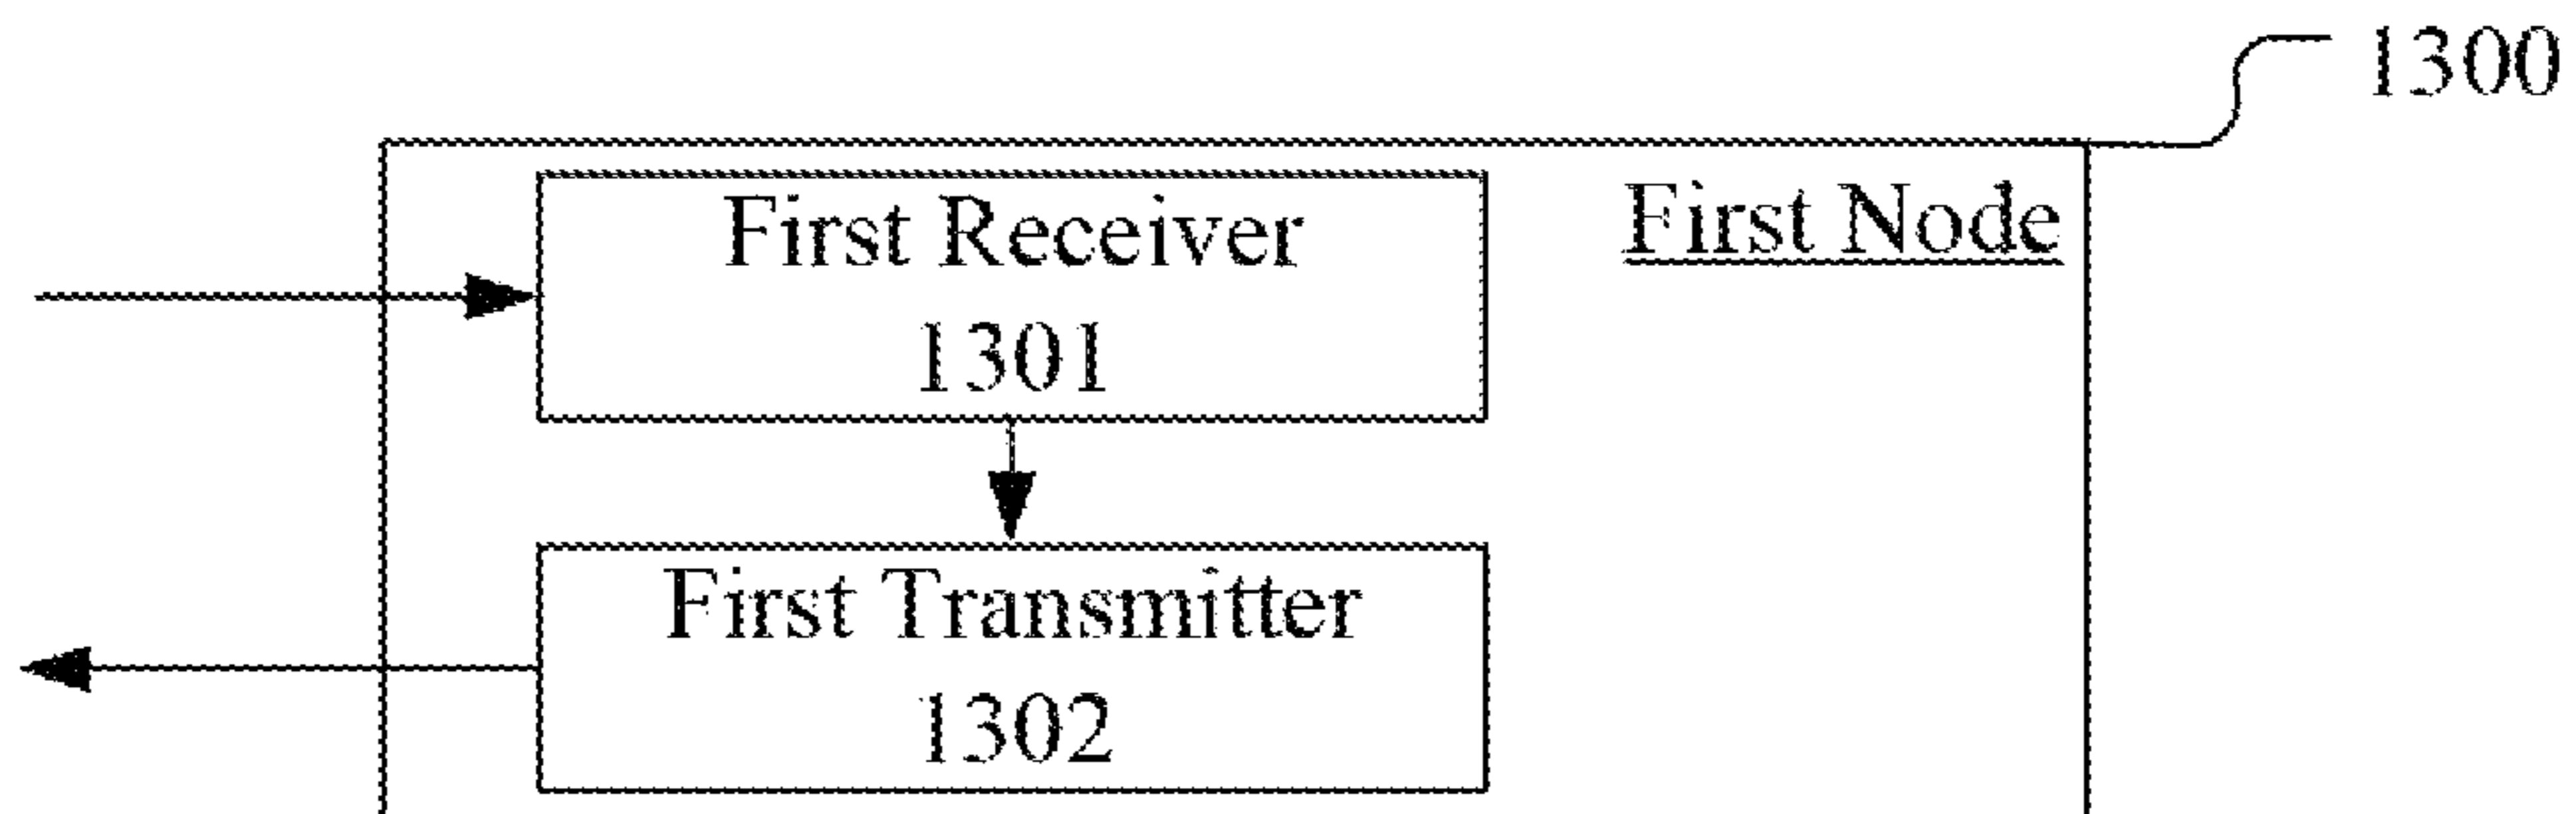 1300
First Receiver
1301
First Node
First Transmitter
1302